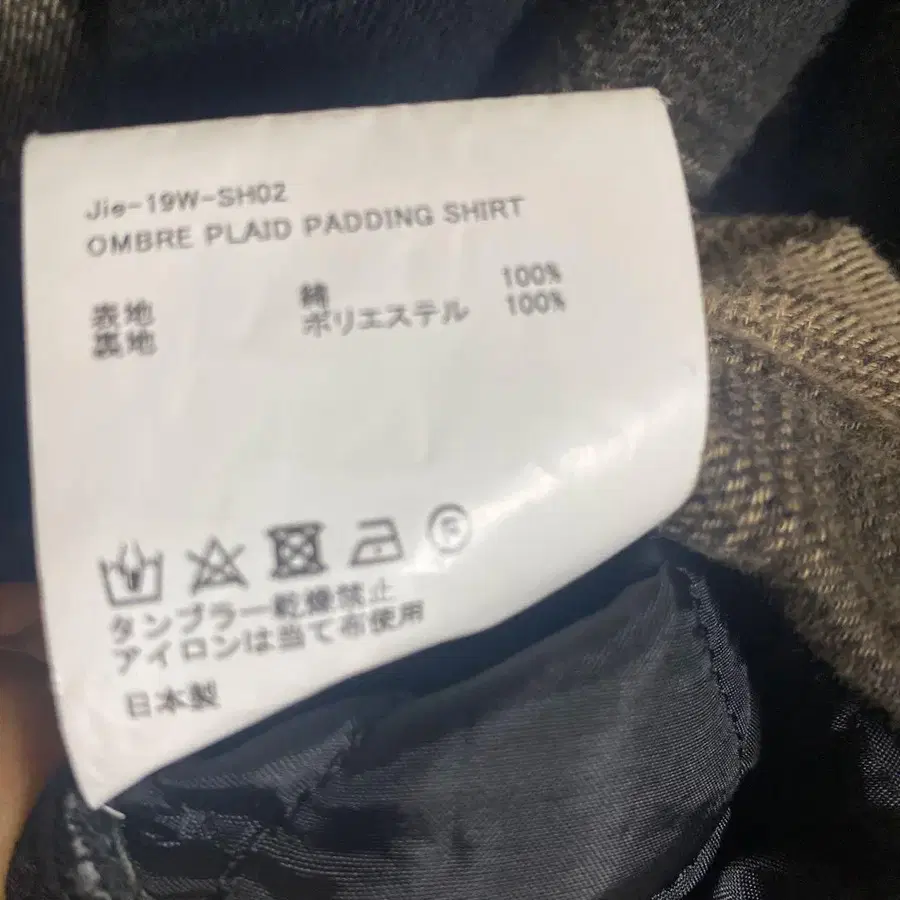 Jie-19W-SH02
OMBRE PLAID PADDING SHIRT
表地 綿 100%
裏地 ポリエステル 100%
タンブラー乾燥禁止
アイロンは当て布使用
日本製